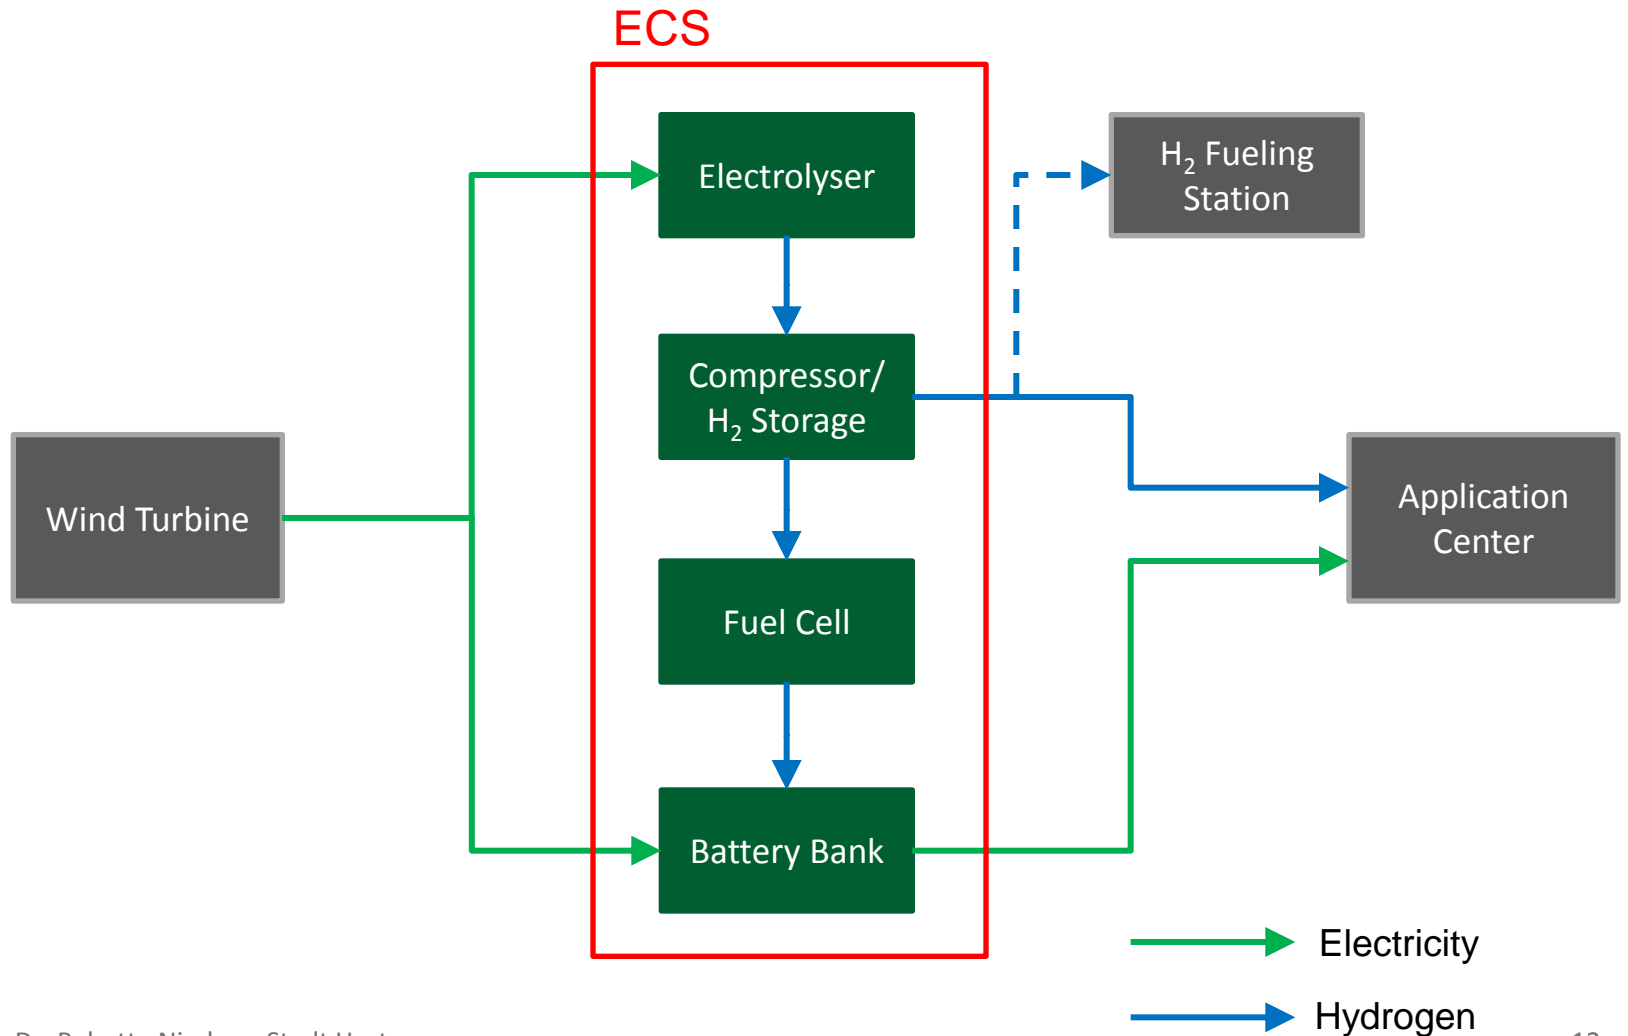 ECS
Electrolyser
H₂ Fueling
Station
Compressor/
H₂ Storage
Wind Turbine
Application
Center
Fuel Cell
Battery Bank
Electricity
Hydrogen